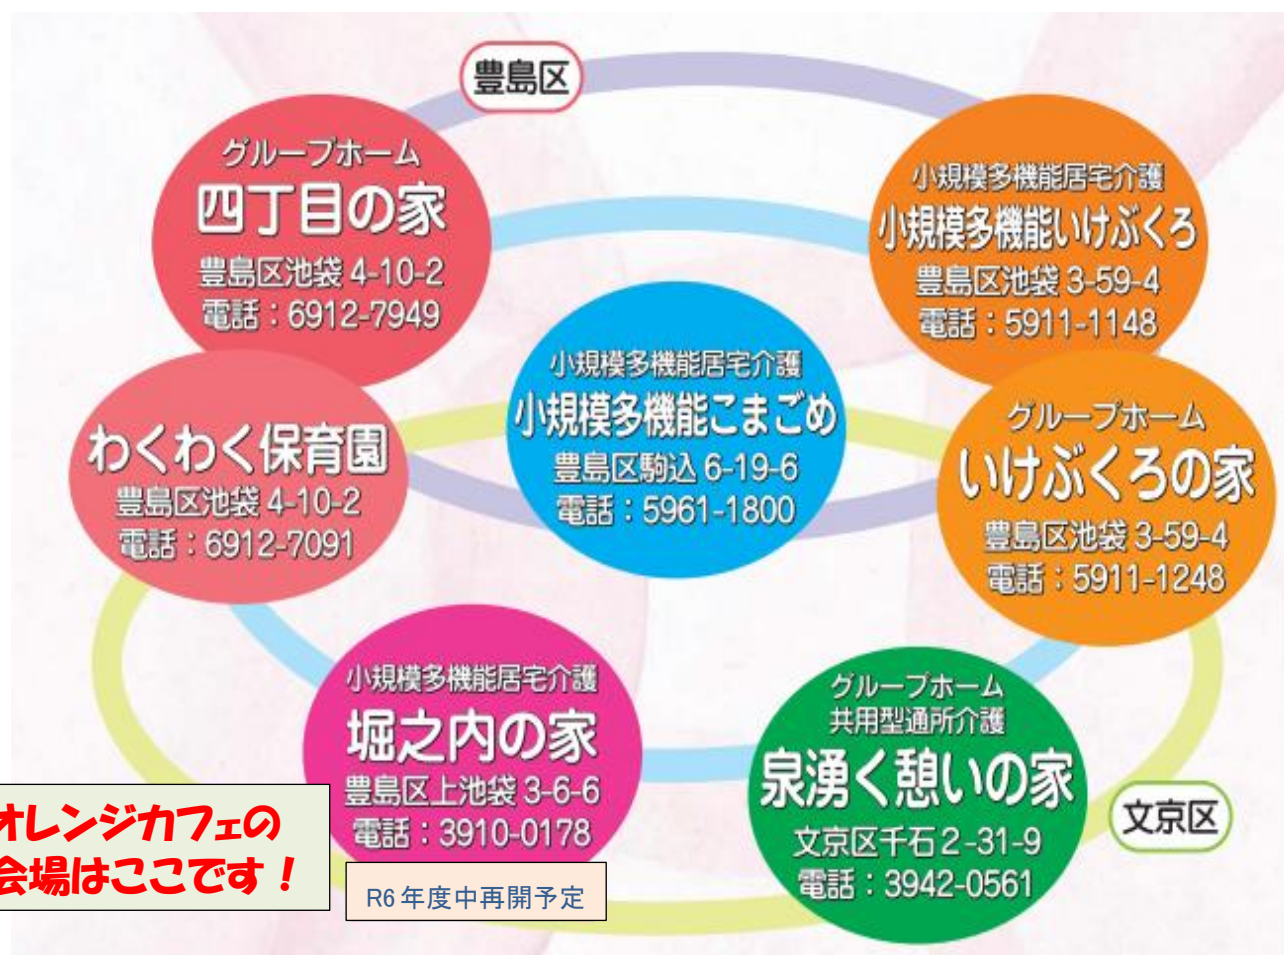 豊島区
グループホーム
四丁目の家
豊島区池袋 4-10-2
電話：6912-7949
小規模多機能居宅介護
小規模多機能いけぶくろ
豊島区池袋 3-59-4
電話：5911-1148
小規模多機能居宅介護
小規模多機能こまごめ
豊島区駒込 6-19-6
電話：5961-1800
わくわく保育園
豊島区池袋 4-10-2
電話：6912-7091
グループホーム
いけぶくろの家
豊島区池袋 3-59-4
電話：5911-1248
小規模多機能居宅介護
堀之内の家
豊島区上池袋 3-6-6
電話：3910-0178
グループホーム
共用型通所介護
泉湧く憩いの家
文京区千石 2-31-9
電話：3942-0561
文京区
オレンジカフェの
会場はここです！
R6年度中再開予定